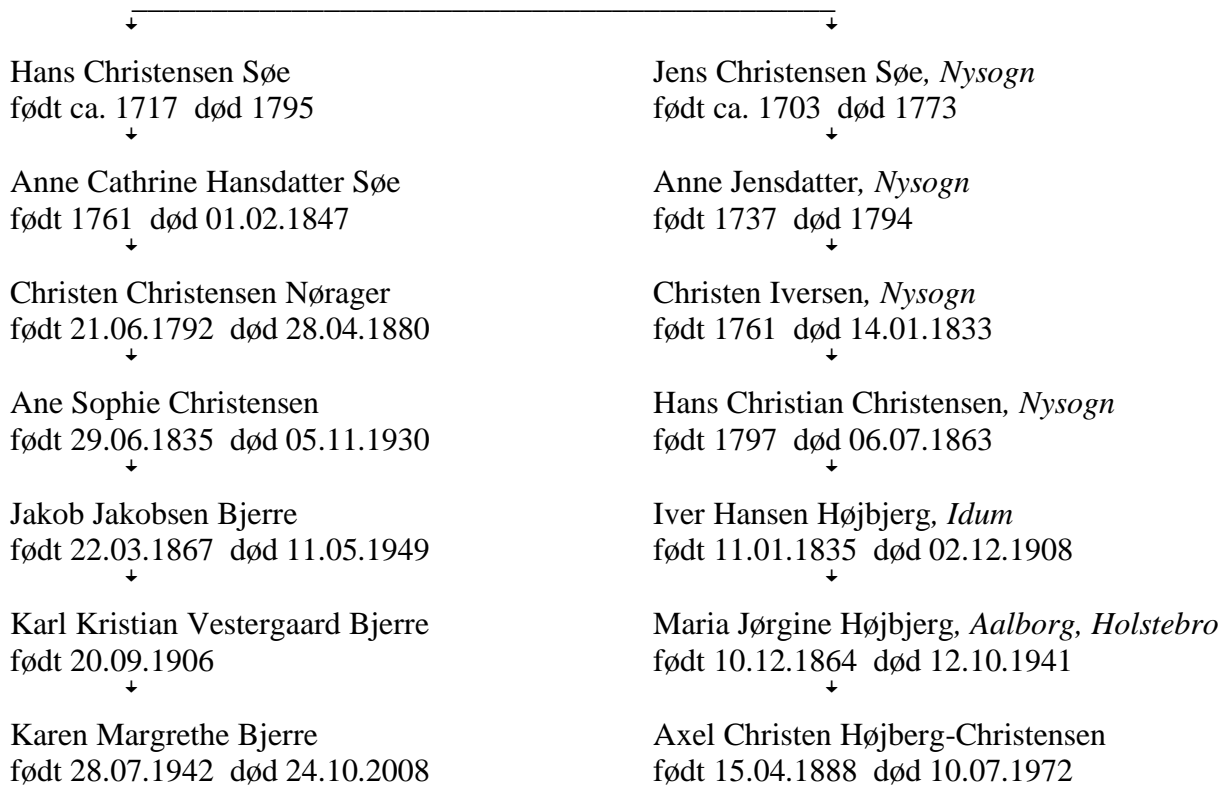 Hans Christensen Søe
født ca. 1717  død 1795
Anne Cathrine Hansdatter Søe
født 1761  død 01.02.1847
Christen Christensen Nørager
født 21.06.1792  død 28.04.1880
Ane Sophie Christensen
født 29.06.1835  død 05.11.1930
Jakob Jakobsen Bjerre
født 22.03.1867  død 11.05.1949
Karl Kristian Vestergaard Bjerre
født 20.09.1906
Karen Margrethe Bjerre
født 28.07.1942  død 24.10.2008
Jens Christensen Søe, Nysogn
født ca. 1703  død 1773
Anne Jensdatter, Nysogn
født 1737  død 1794
Christen Iversen, Nysogn
født 1761  død 14.01.1833
Hans Christian Christensen, Nysogn
født 1797  død 06.07.1863
Iver Hansen Højbjerg, Idum
født 11.01.1835  død 02.12.1908
Maria Jørgine Højbjerg, Aalborg, Holstebro
født 10.12.1864  død 12.10.1941
Axel Christen Højberg-Christensen
født 15.04.1888  død 10.07.1972